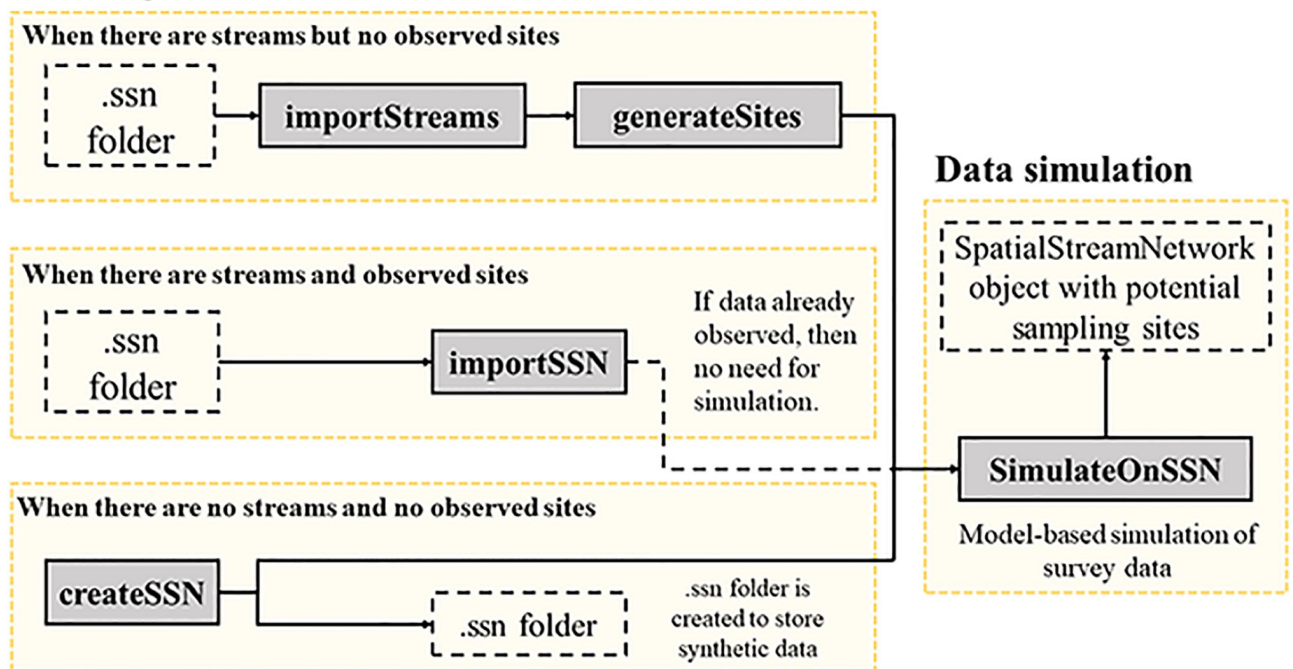 When there are streams but no observed sites
.ssn
folder
importStreams
generateSites
When there are streams and observed sites
.ssn
folder
importSSN
If data already
observed, then
no need for
simulation.
When there are no streams and no observed sites
createSSN
.ssn folder
.ssn folder is
created to store
synthetic data
Data simulation
SpatialStreamNetwork
object with potential
sampling sites
SimulateOnSSN
Model-based simulation of
survey data